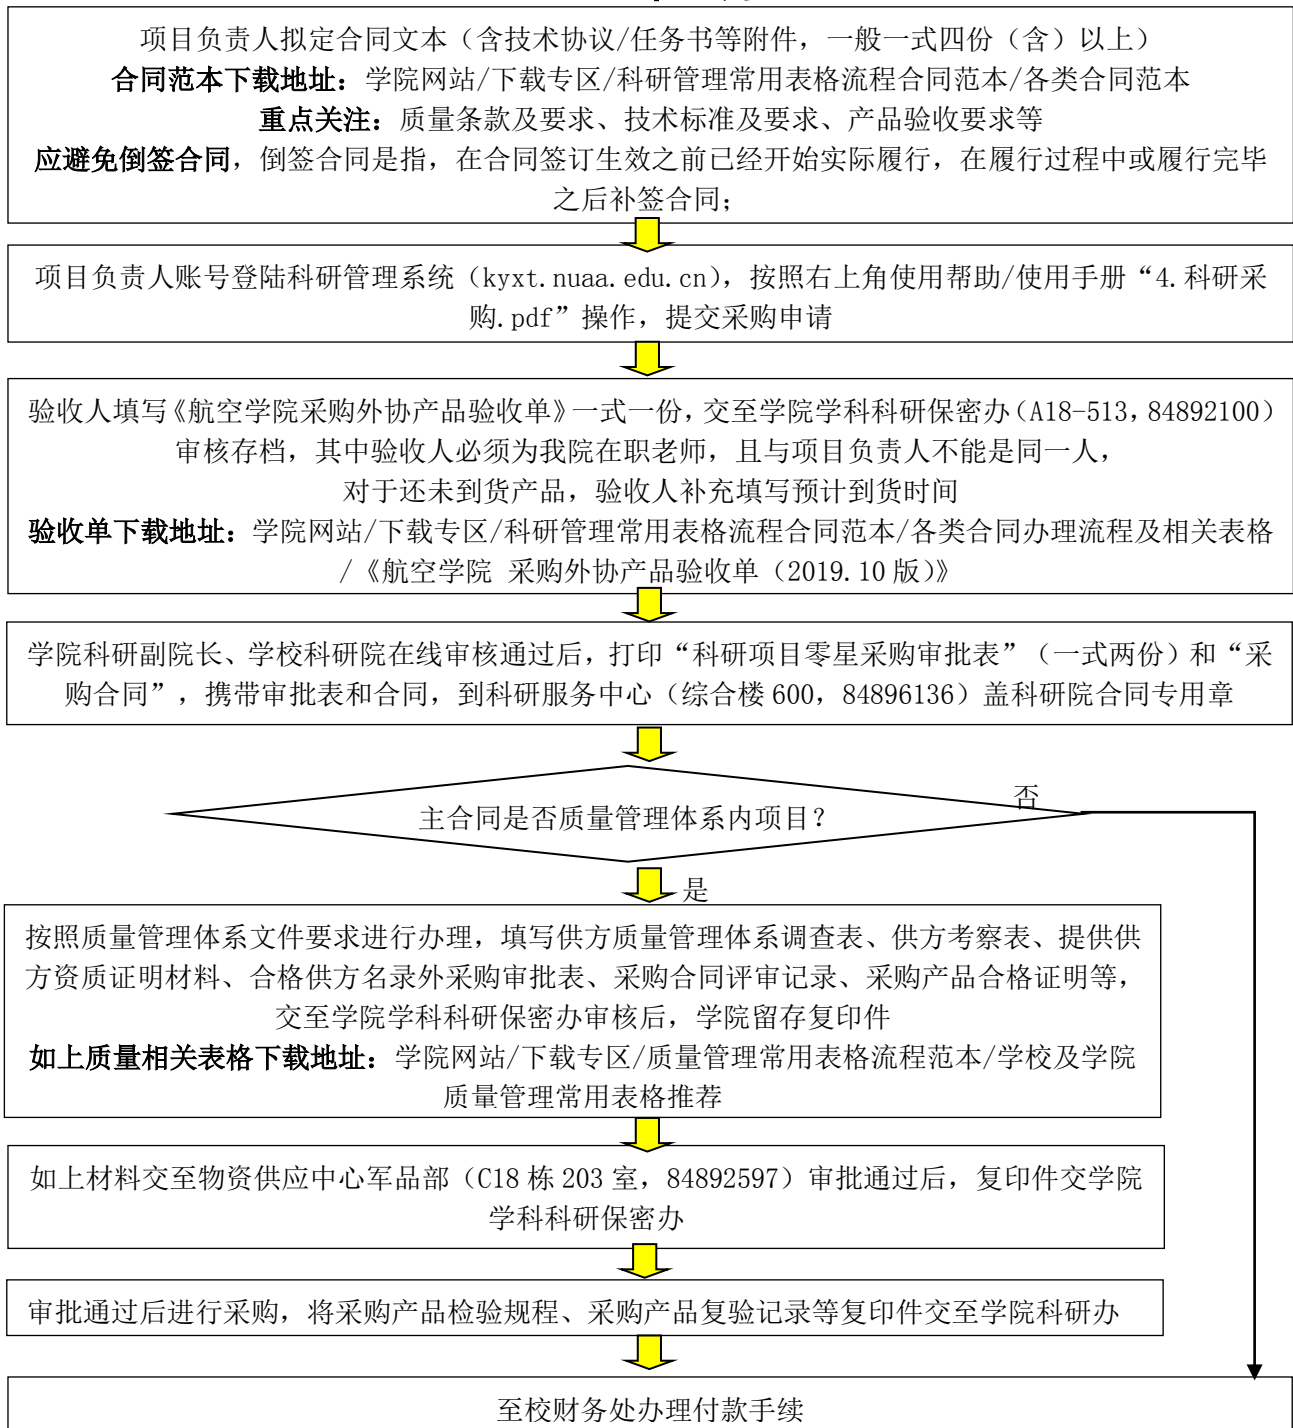 项目负责人拟定合同文本（含技术协议/任务书等附件，一般一式四份（含）以上）
合同范本下载地址：学院网站/下载专区/科研管理常用表格流程合同范本/各类合同范本
重点关注：质量条款及要求、技术标准及要求、产品验收要求等
应避免倒签合同，倒签合同是指，在合同签订生效之前已经开始实际履行，在履行过程中或履行完毕
之后补签合同；
项目负责人账号登陆科研管理系统（kyxt.nuaa.edu.cn），按照右上角使用帮助/使用手册“4.科研采
购.pdf”操作，提交采购申请
验收人填写《航空学院采购外协产品验收单》一式一份，交至学院学科科研保密办（A18-513，84892100）
审核存档，其中验收人必须为我院在职老师，且与项目负责人不能是同一人，
对于还未到货产品，验收人补充填写预计到货时间
验收单下载地址：学院网站/下载专区/科研管理常用表格流程合同范本/各类合同办理流程及相关表格
/《航空学院 采购外协产品验收单（2019.10 版）》
学院科研副院长、学校科研院在线审核通过后，打印“科研项目零星采购审批表”（一式两份）和“采
购合同”，携带审批表和合同，到科研服务中心（综合楼 600，84896136）盖科研院合同专用章
主合同是否质量管理体系内项目？
否
是
按照质量管理体系文件要求进行办理，填写供方质量管理体系调查表、供方考察表、提供供
方资质证明材料、合格供方名录外采购审批表、采购合同评审记录、采购产品合格证明等，
交至学院学科科研保密办审核后，学院留存复印件
如上质量相关表格下载地址：学院网站/下载专区/质量管理常用表格流程范本/学校及学院
质量管理常用表格推荐
如上材料交至物资供应中心军品部（C18 栋 203 室，84892597）审批通过后，复印件交学院
学科科研保密办
审批通过后进行采购，将采购产品检验规程、采购产品复验记录等复印件交至学院科研办
至校财务处办理付款手续